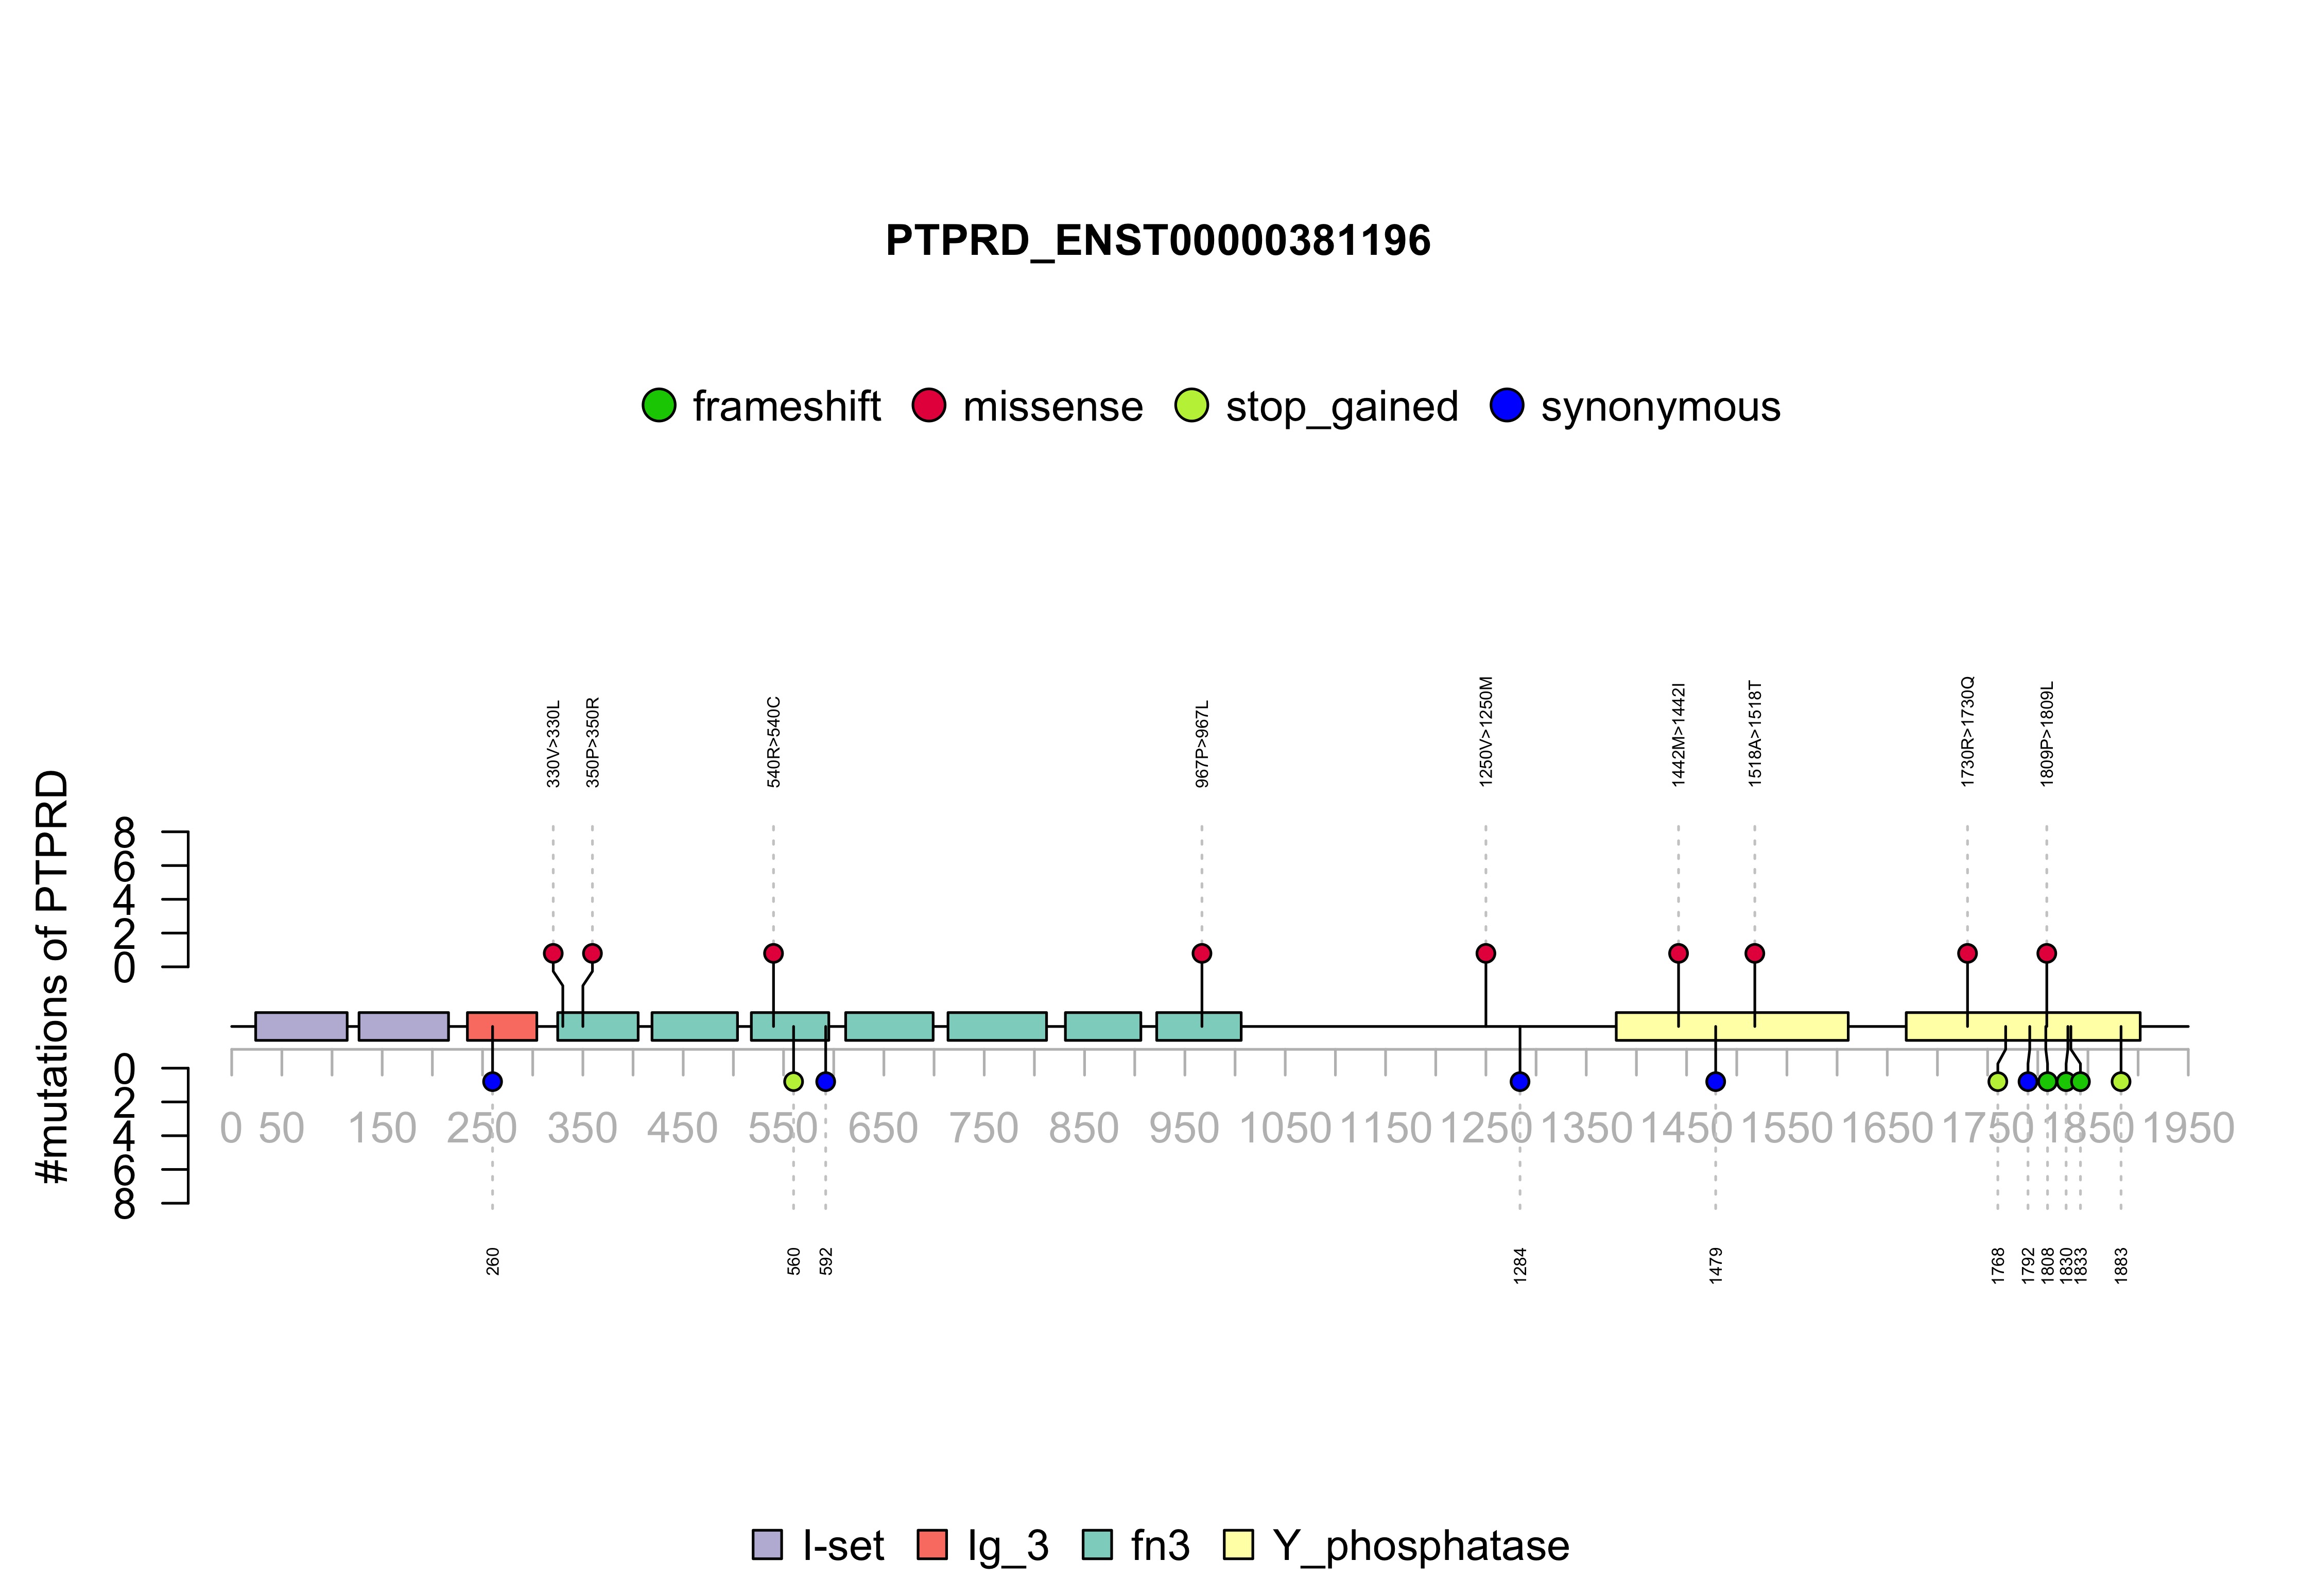 PTPRD_ENST00000381196
frameshift missense stop_gained synonymous
330V>330L 350P>350R 540R>540C 967P>967L 1250V>1250M 1442M>1442I 1518A>1518T 1730R>1730Q 1809P>1809L
#mutations of PTPRD
8
6
4
2
0
0
2
4
6
8
0 50 150 250 350 450 550 650 750 850 950 1050 1150 1250 1350 1450 1550 1650 1750 1850 1950
260 560 592 1284 1479 1768 1792 1808 1830 1833 1883
I-set Ig_3 fn3 Y_phosphatase